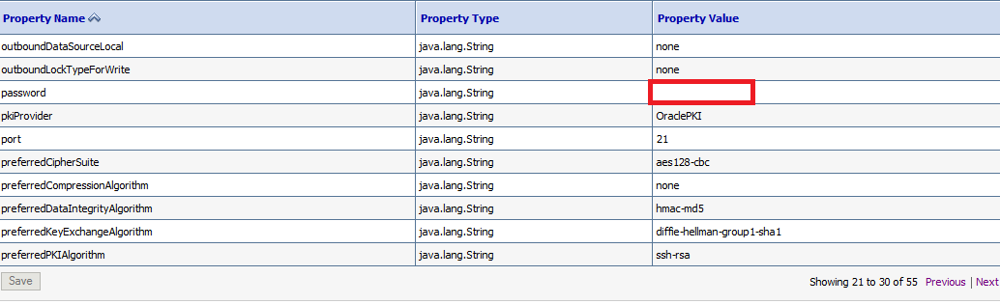 Property Name Property Type Property Value
outboundDataSourceLocal java.lang.String none
outboundLockTypeForWrite java.lang.String none
password java.lang.String
pkiProvider java.lang.String OraclePKI
port java.lang.String 21
preferredCipherSuite java.lang.String aes128-cbc
preferredCompressionAlgorithm java.lang.String none
preferredDataIntegrityAlgorithm java.lang.String hmac-md5
preferredKeyExchangeAlgorithm java.lang.String diffie-hellman-group1-sha1
preferredPKIAlgorithm java.lang.String ssh-rsa
Save Showing 21 to 30 of 55 Previous | Next